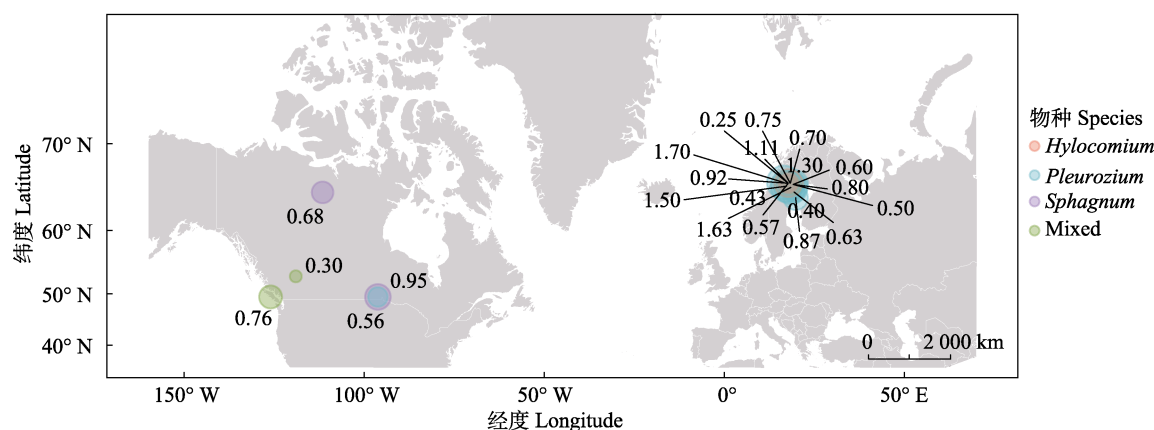 70° N
60° N
50° N
40° N
纬度 Latitude
150° W
100° W
50° W
0°
50° E
经度 Longitude
0.68
0.30
0.76
0.95
0.56
0.25
0.75
0.70
1.11
1.70
1.30
0.60
0.92
0.80
1.50
0.43
0.50
0.40
1.63
0.57
0.87
0.63
0
2 000 km
物种 Species
Hylocomium
Pleurozium
Sphagnum
Mixed